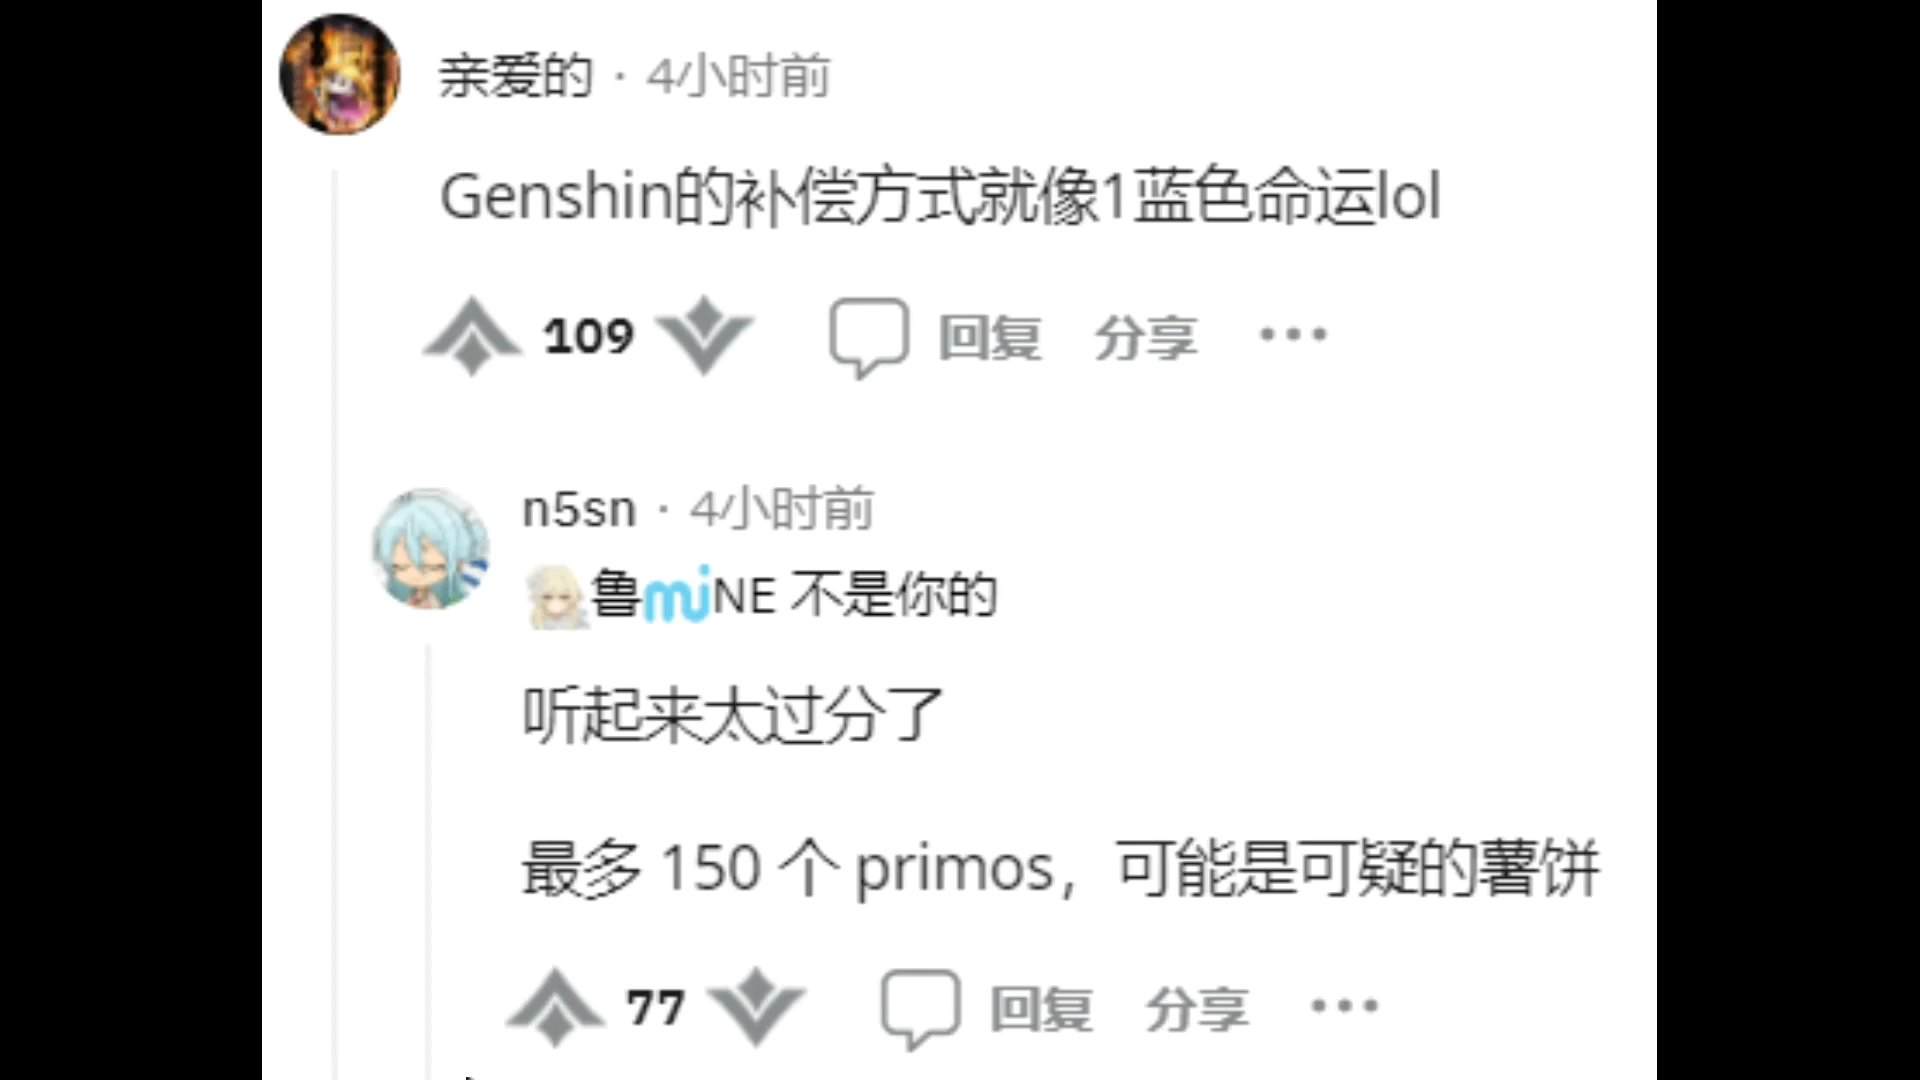 亲爱的 · 4小时前
Genshin的补偿方式就像1蓝色命运lol
109 回复 分享 •••
n5sn · 4小时前
鲁miNE 不是你的
听起来太过分了
最多 150 个 primos，可能是可疑的薯饼
77 回复 分享 •••